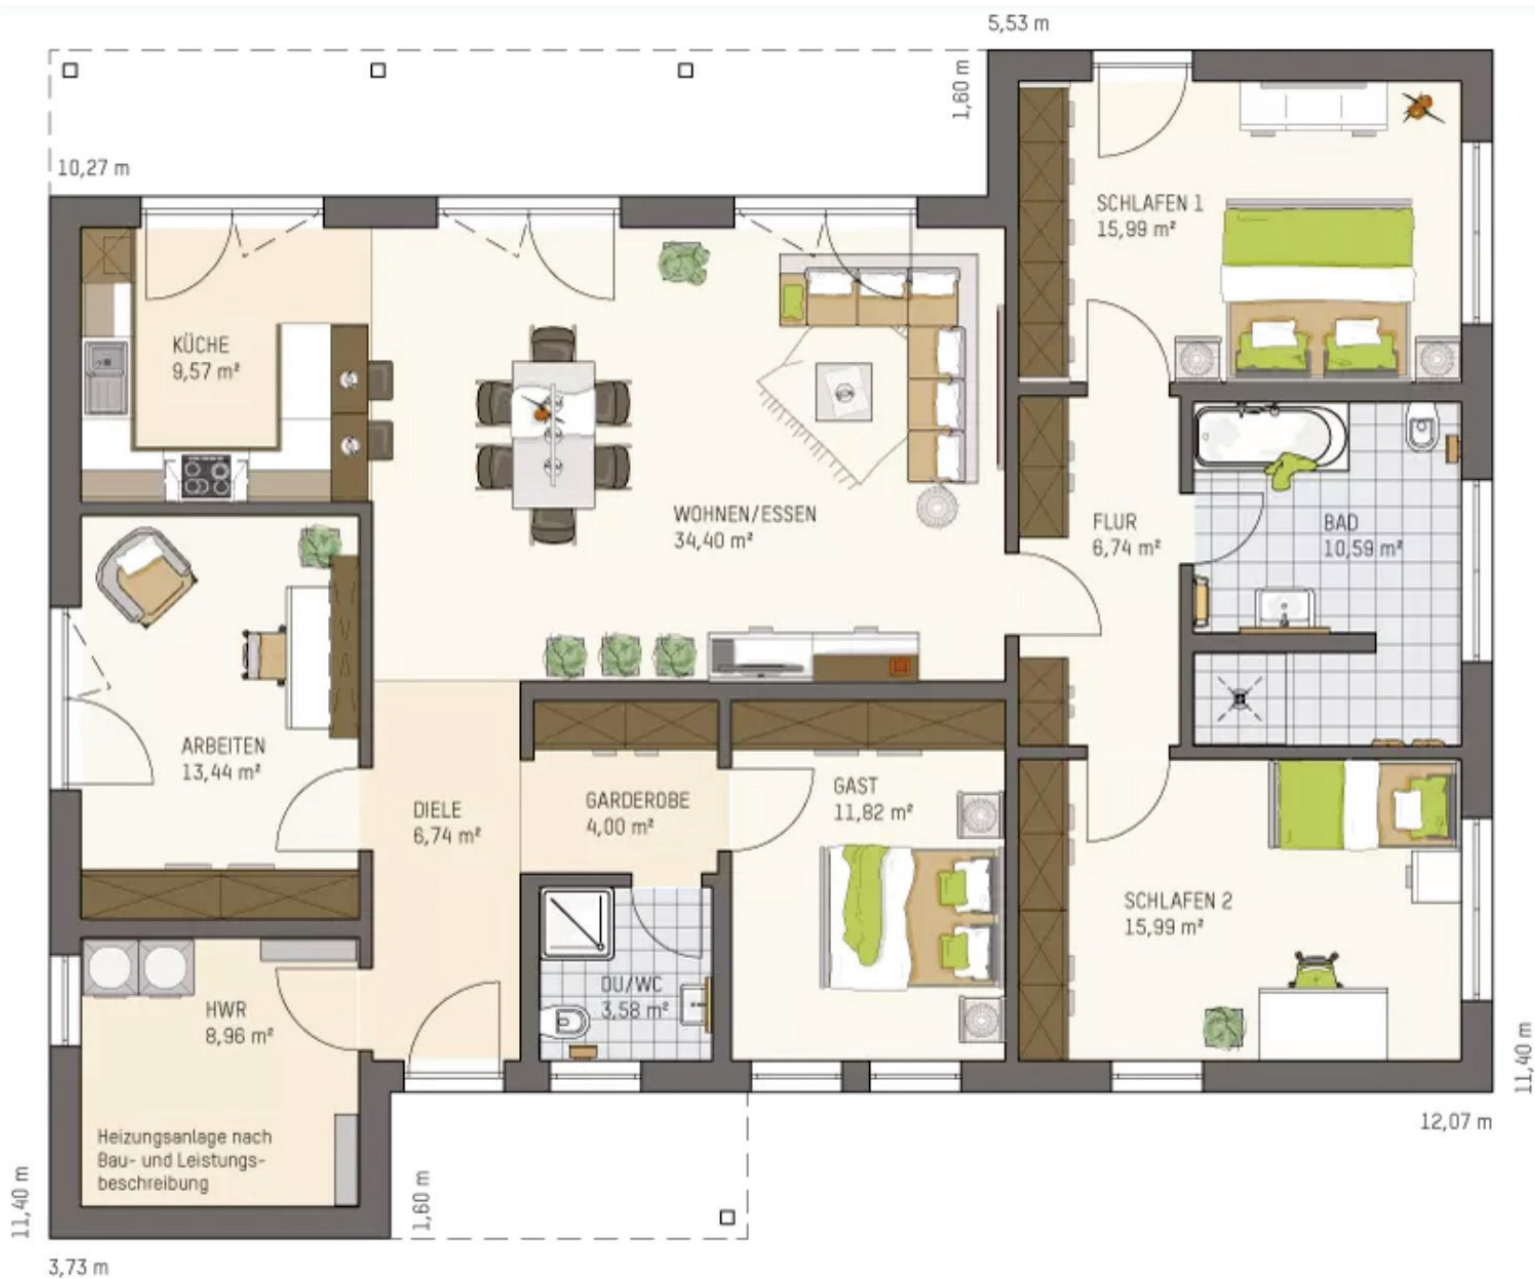 5,53 m
1,60 m
10,27 m
SCHLAFEN 1
15,99 m²
KÜCHE
9,57 m²
WOHNEN/ESSEN
34,40 m²
FLUR
6,74 m²
BAD
10,59 m²
ARBEITEN
13,44 m²
DIELE
6,74 m²
GARDEROBE
4,00 m²
GAST
11,82 m²
SCHLAFEN 2
15,99 m²
DU/WC
3,58 m²
HWR
8,96 m²
Heizungsanlage nach
Bau- und Leistungs-
beschreibung
11,40 m
12,07 m
11,40 m
1,60 m
3,73 m